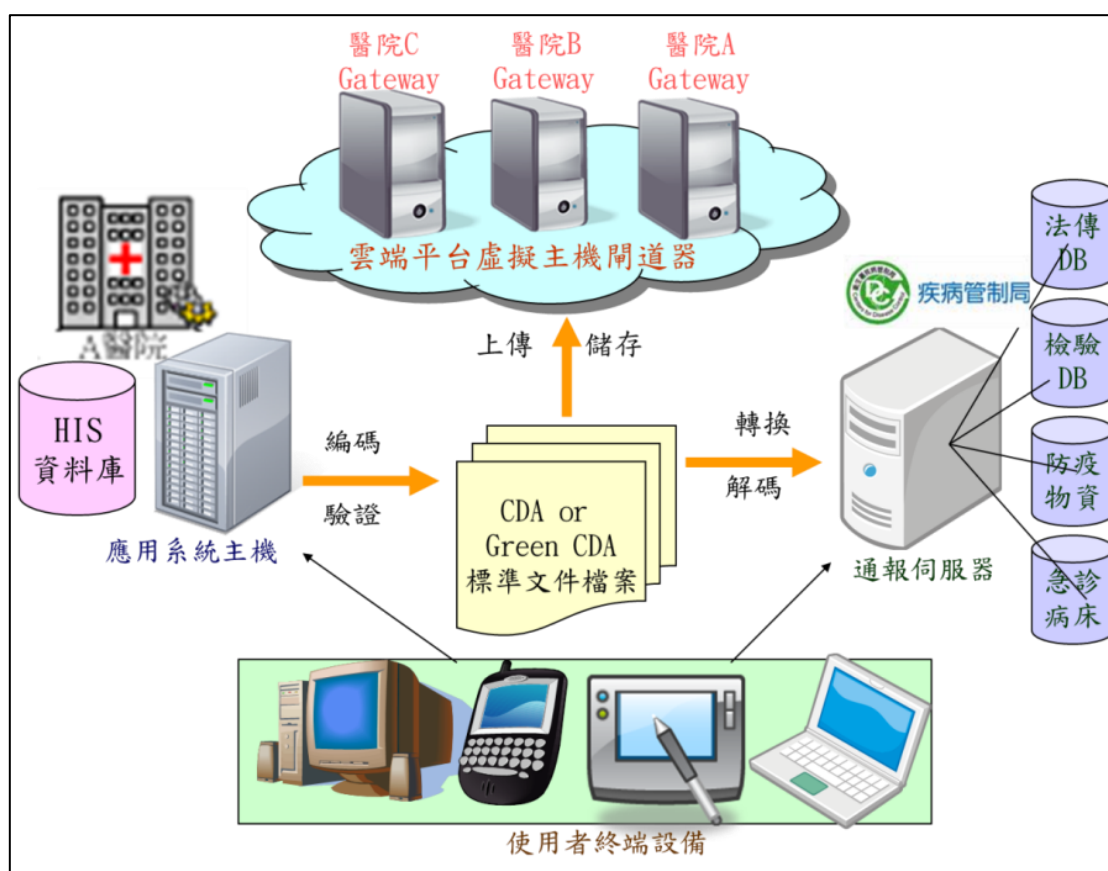 醫院C
Gateway
醫院B
Gateway
醫院A
Gateway
雲端平台虛擬主機閘道器
A醫院
HIS
資料庫
應用系統主機
編碼
驗證
上傳
儲存
CDA or
Green CDA
標準文件檔案
轉換
解碼
疾病管制局
通報伺服器
法傳
DB
檢驗
DB
防疫
物資
急診
病床
使用者終端設備